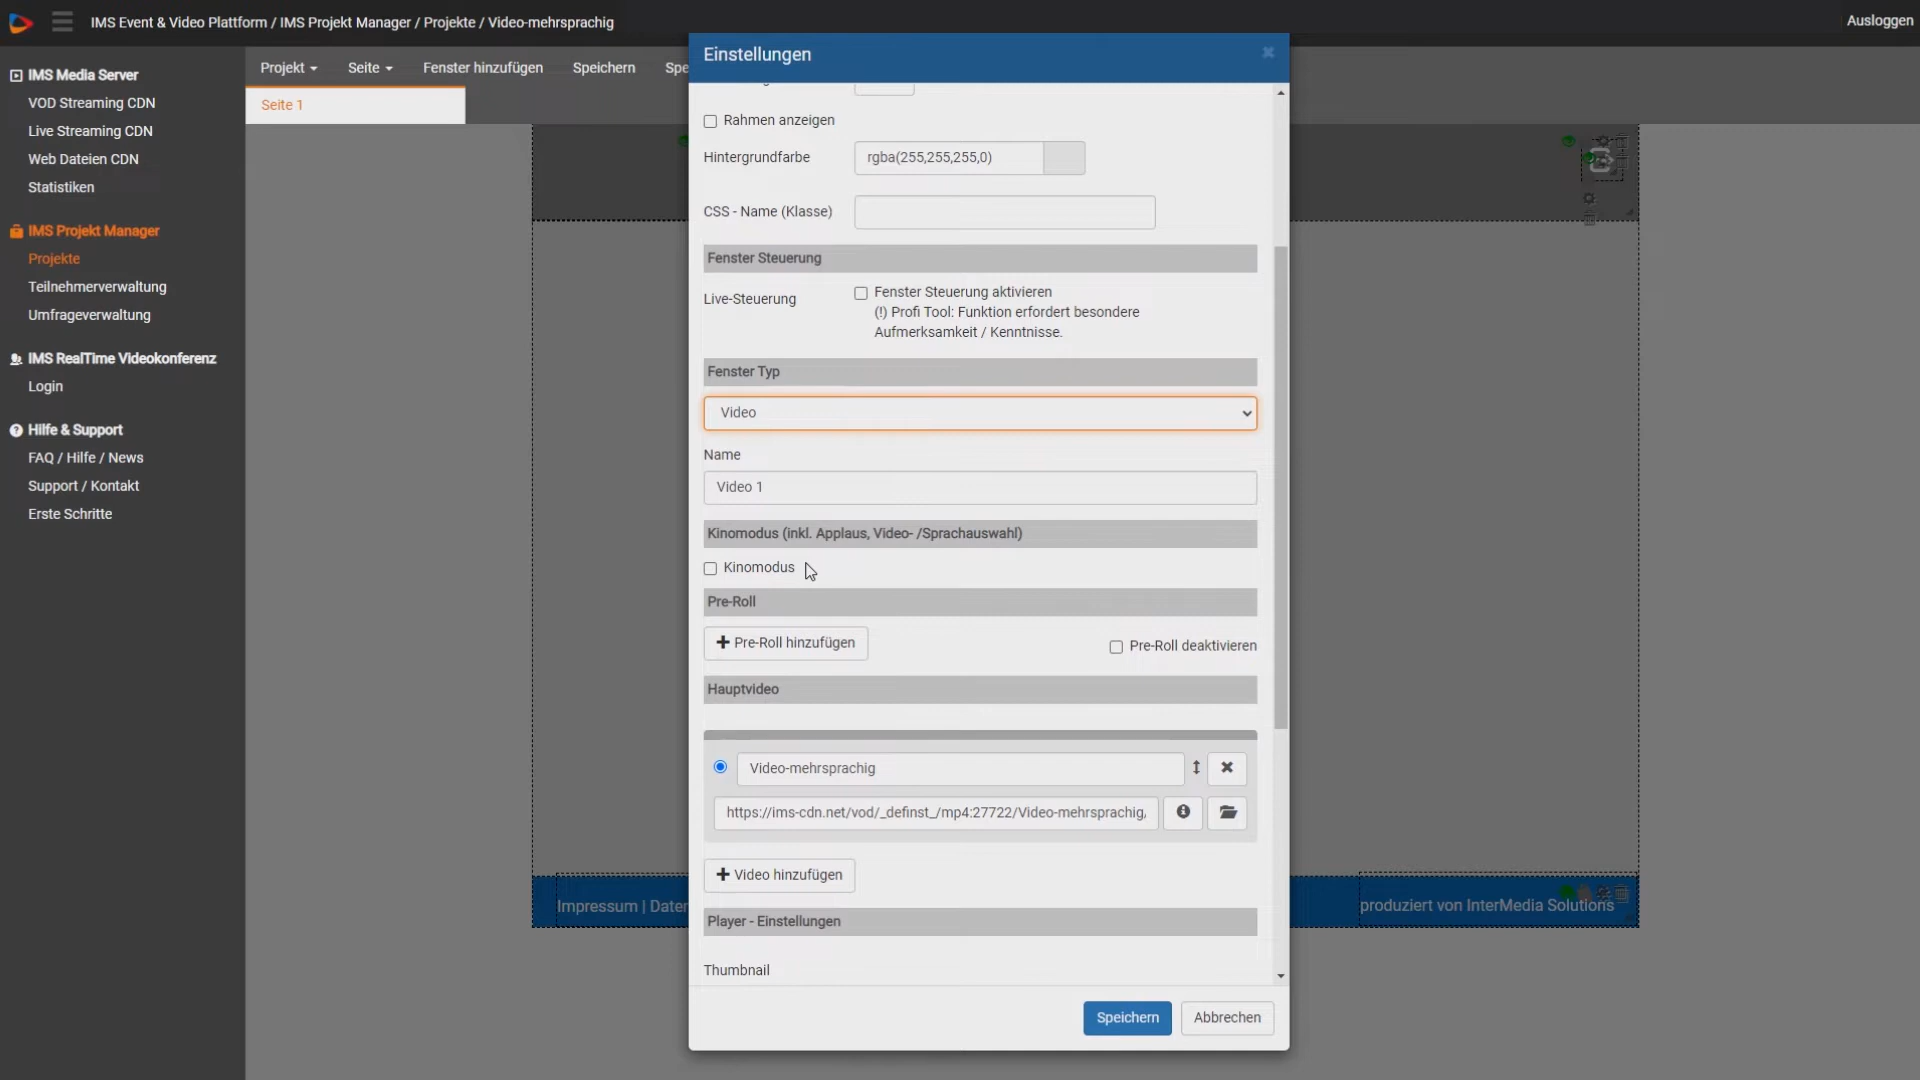 IMS Event & Video Plattform / IMS Projekt Manager / Projekte / Video-mehrsprachig
Ausloggen
IMS Media Server
VOD Streaming CDN
Live Streaming CDN
Web Dateien CDN
Statistiken
IMS Projekt Manager
Projekte
Teilnehmerverwaltung
Umfrageverwaltung
IMS RealTime Videokonferenz
Login
Hilfe & Support
FAQ / Hilfe / News
Support / Kontakt
Erste Schritte
Projekt
Seite
Fenster hinzufügen
Speichern
Spe
Seite 1
Einstellungen
Rahmen anzeigen
Hintergrundfarbe
rgba(255,255,255,0)
CSS - Name (Klasse)
Fenster Steuerung
Live-Steuerung
Fenster Steuerung aktivieren
(!) Profi Tool: Funktion erfordert besondere
Aufmerksamkeit / Kenntnisse.
Fenster Typ
Video
Name
Video 1
Kinomodus (inkl. Applaus, Video- /Sprachauswahl)
Kinomodus
Pre-Roll
Pre-Roll hinzufügen
Pre-Roll deaktivieren
Hauptvideo
Video-mehrsprachig
https://ims-cdn.net/vod/_definst_/mp4:27722/Video-mehrsprachig,
Video hinzufügen
Player - Einstellungen
Thumbnail
Speichern
Abbrechen
Impressum | Daten
produziert von InterMedia Solutions